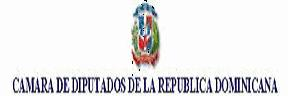 CAMARA DE DIPUTADOS DE LA REPUBLICA DOMINICANA